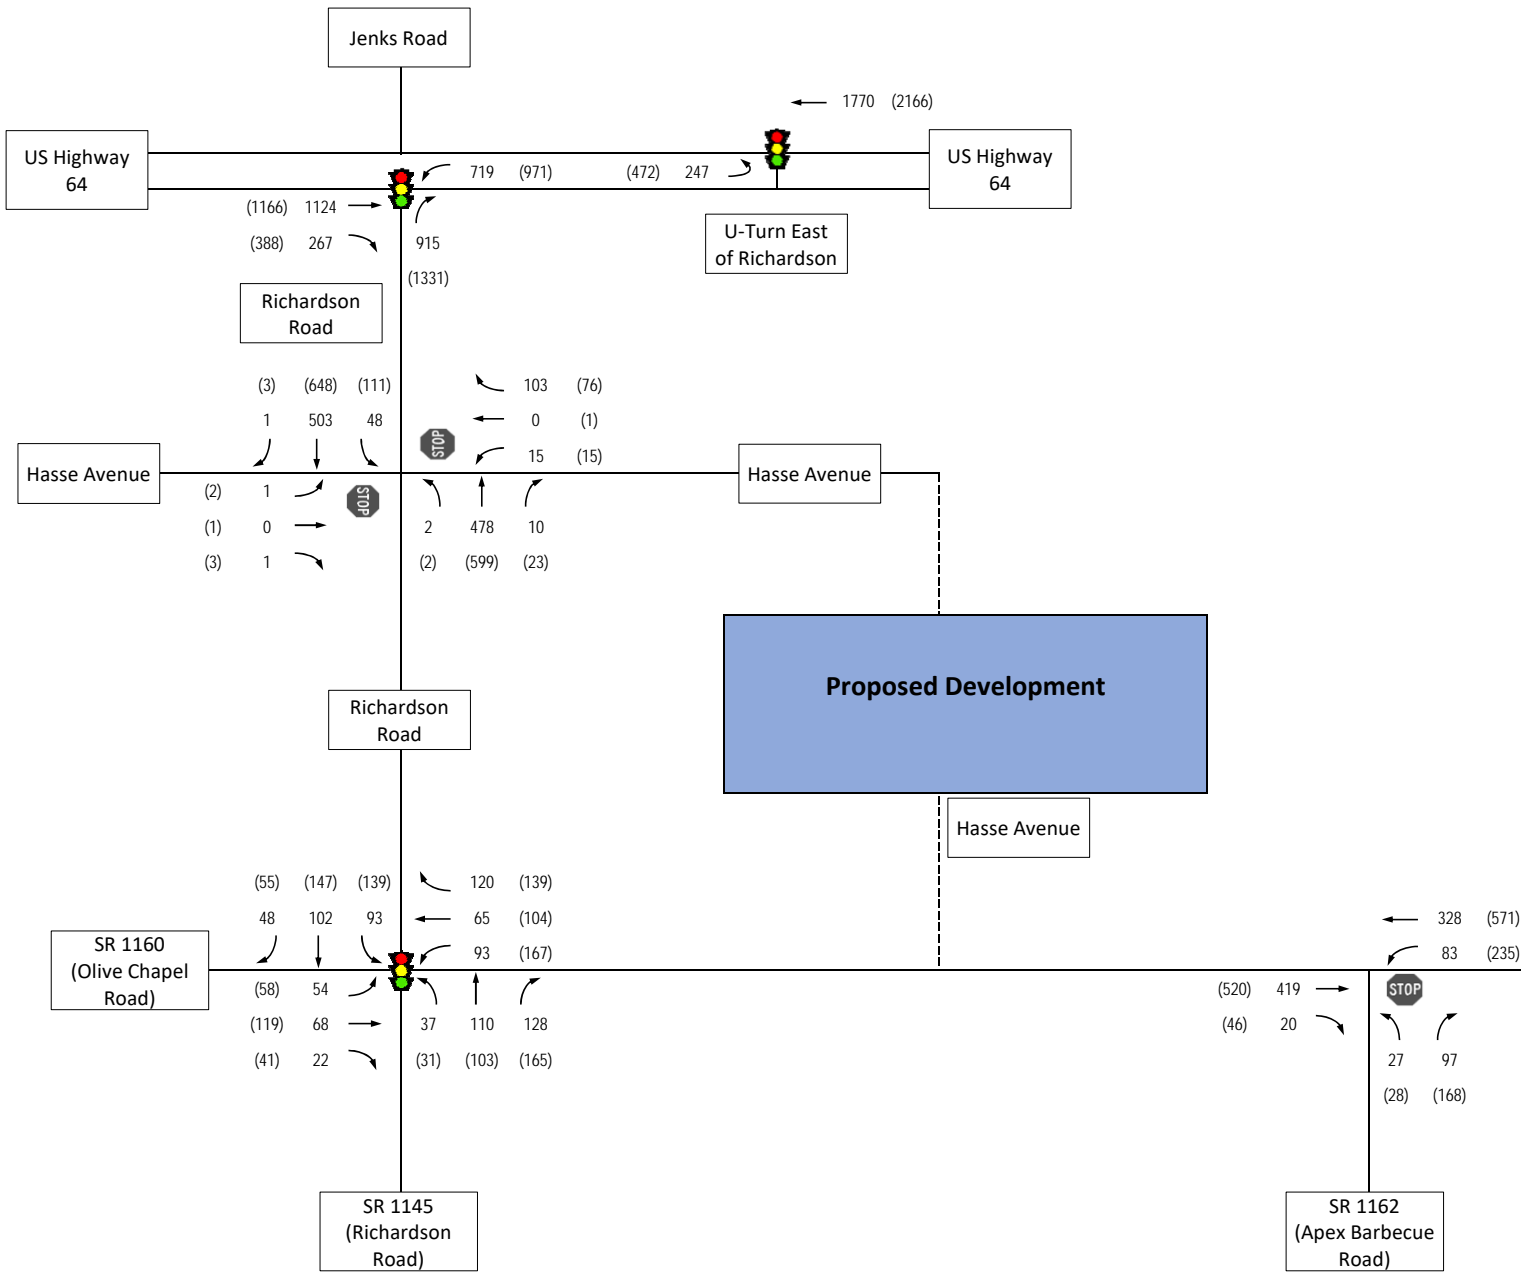 Jenks Road
1770 (2166)
US Highway
64
US Highway
64
719 (971) (472) 247
(1166) 1124
(388) 267
915
(1331)
U-Turn East
of Richardson
Richardson
Road
(3) (648) (111) 103 (76)
1 503 48 0 (1)
STOP
15 (15)
Hasse Avenue
Hasse Avenue
(2) 1
STOP
(1) 0 2 478 10
(3) 1 (2) (599) (23)
Proposed Development
Richardson
Road
Hasse Avenue
(55) (147) (139) 120 (139)
48 102 93 65 (104) 328 (571)
93 (167) 83 (235)
SR 1160
(Olive Chapel
Road)
(58) 54 (520) 419
STOP
(119) 68 37 110 128 (46) 20
(41) 22 (31) (103) (165) 27 97
(28) (168)
SR 1145
(Richardson
Road)
SR 1162
(Apex Barbecue
Road)